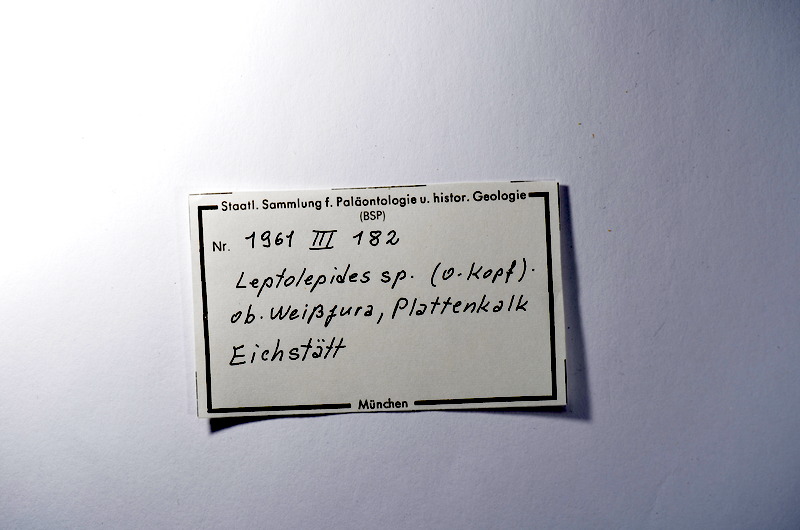 Staatl. Sammlung f. Paläontologie u. histor. Geologie
(BSP)
Nr. 1961 III 182
Leptolepides sp. (o. Kopf).
ob. Weißjura, Plattenkalk
Eichstätt
München